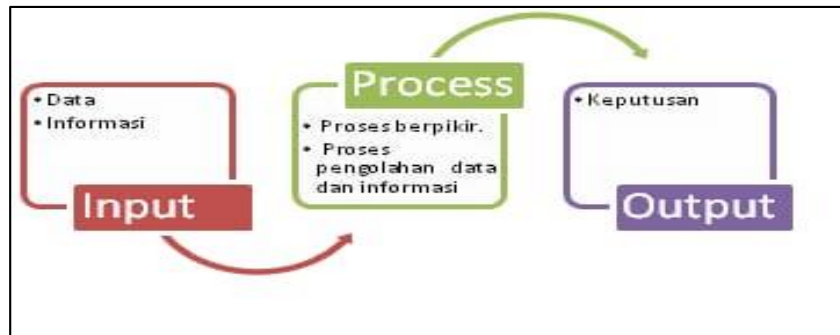 • Data
• Informasi
Input
Process
• Proses berpikir.
• Proses
pengolahan data
dan informasi
• Keputusan
Output